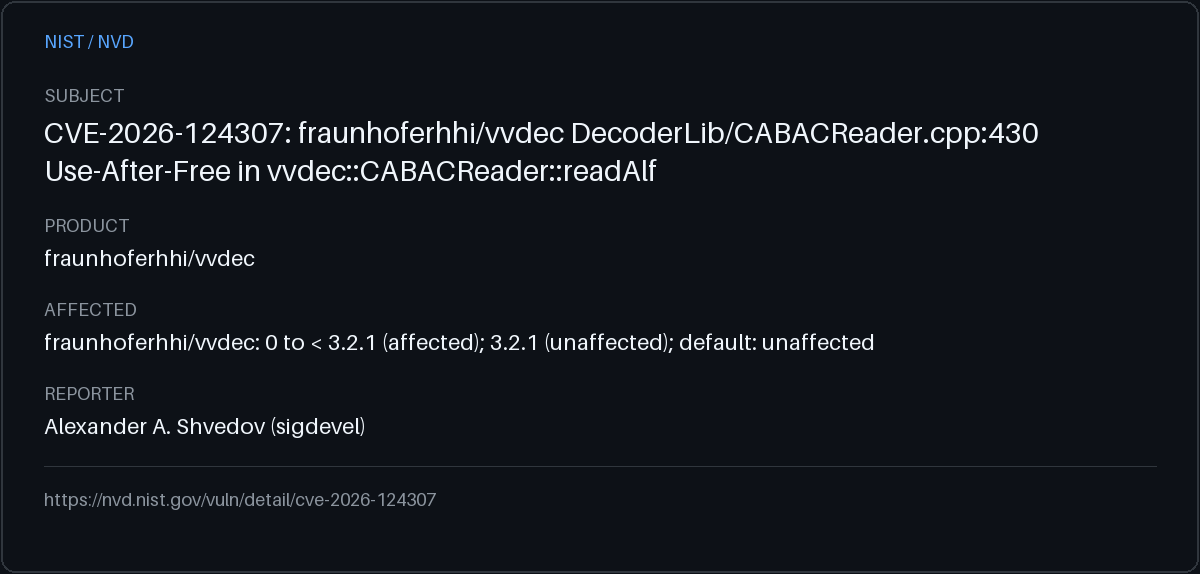 NIST / NVD
SUBJECT
CVE-2026-124307: fraunhoferhhi/vvdec DecoderLib/CABACReader.cpp:430
Use-After-Free in vvdec::CABACReader::readAlf
PRODUCT
fraunhoferhhi/vvdec
AFFECTED
fraunhoferhhi/vvdec: 0 to < 3.2.1 (affected); 3.2.1 (unaffected); default: unaffected
REPORTER
Alexander A. Shvedov (sigdevel)
https://nvd.nist.gov/vuln/detail/cve-2026-124307